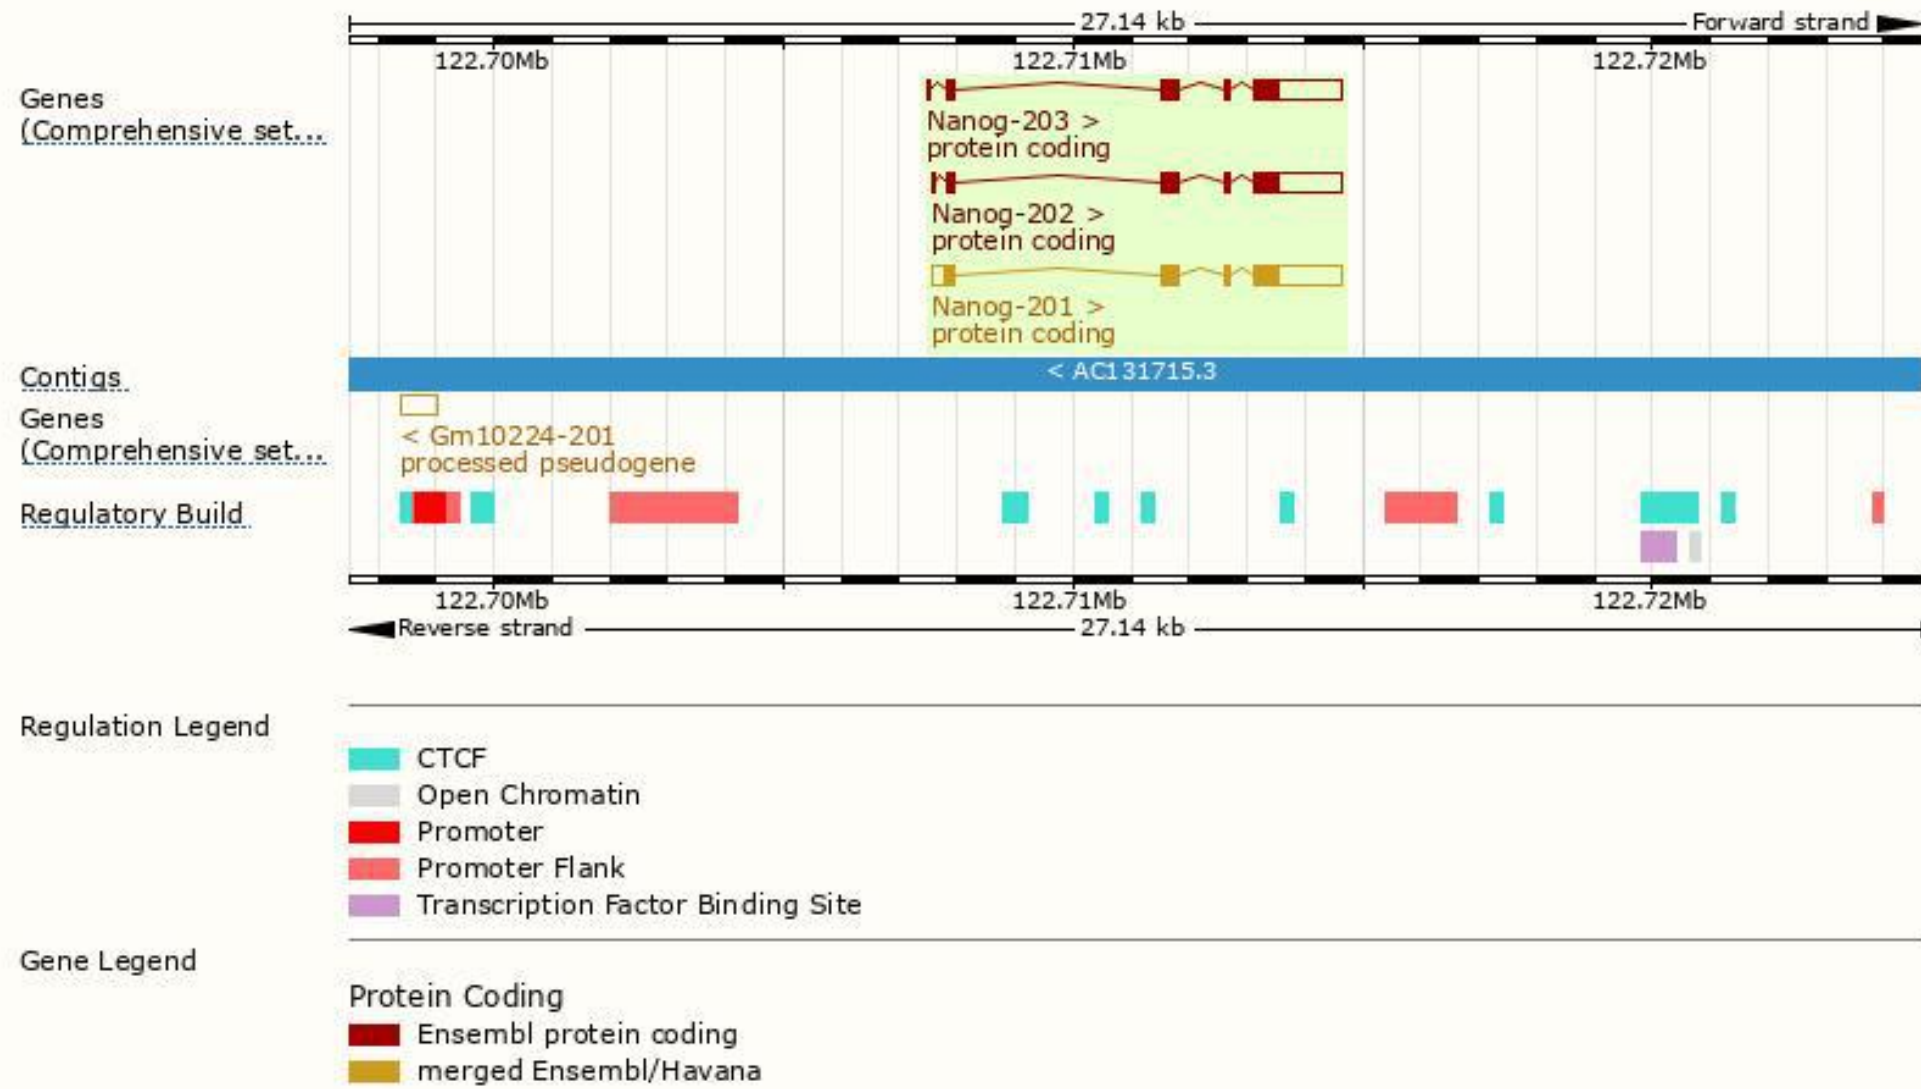 27.14 kb
Forward strand
122.70Mb 122.71Mb 122.72Mb
Genes
(Comprehensive set...
Nanog-203 >
protein coding
Nanog-202 >
protein coding
Nanog-201 >
protein coding
Contigs
< AC131715.3
Genes
(Comprehensive set...
< Gm10224-201
processed pseudogene
Regulatory Build
122.70Mb 122.71Mb 122.72Mb
Reverse strand
27.14 kb
Regulation Legend
CTCF
Open Chromatin
Promoter
Promoter Flank
Transcription Factor Binding Site
Gene Legend
Protein Coding
Ensembl protein coding
merged Ensembl/Havana